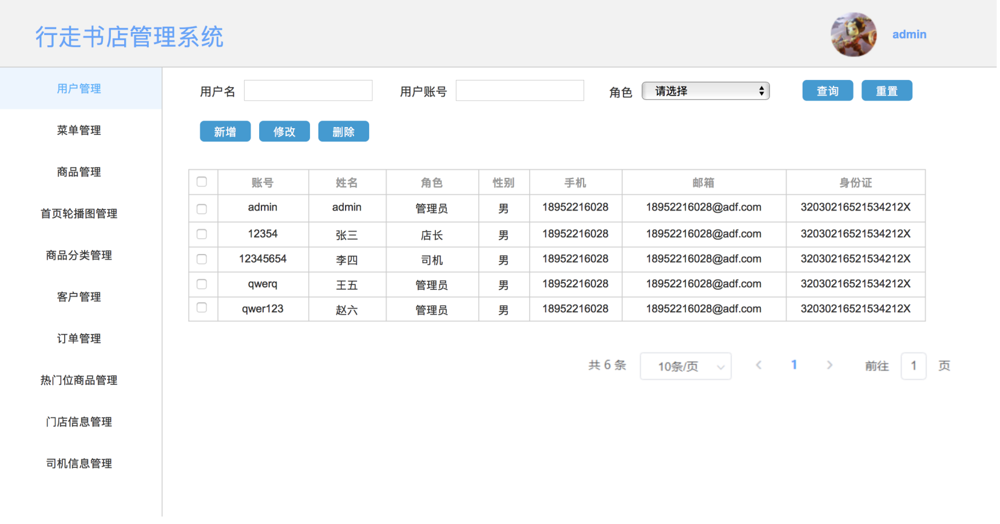 行走书店管理系统
admin
用户管理
菜单管理
商品管理
首页轮播图管理
商品分类管理
客户管理
订单管理
热门位商品管理
门店信息管理
司机信息管理
用户名 用户账号 角色 请选择 查询 重置
新增 修改 删除
账号 姓名 角色 性别 手机 邮箱 身份证
admin admin 管理员 男 18952216028 18952216028@adf.com 32030216521534212X
12354 张三 店长 男 18952216028 18952216028@adf.com 32030216521534212X
12345654 李四 司机 男 18952216028 18952216028@adf.com 32030216521534212X
qwerq 王五 管理员 男 18952216028 18952216028@adf.com 32030216521534212X
qwer123 赵六 管理员 男 18952216028 18952216028@adf.com 32030216521534212X
共 6 条 10条/页 1 前往 1 页